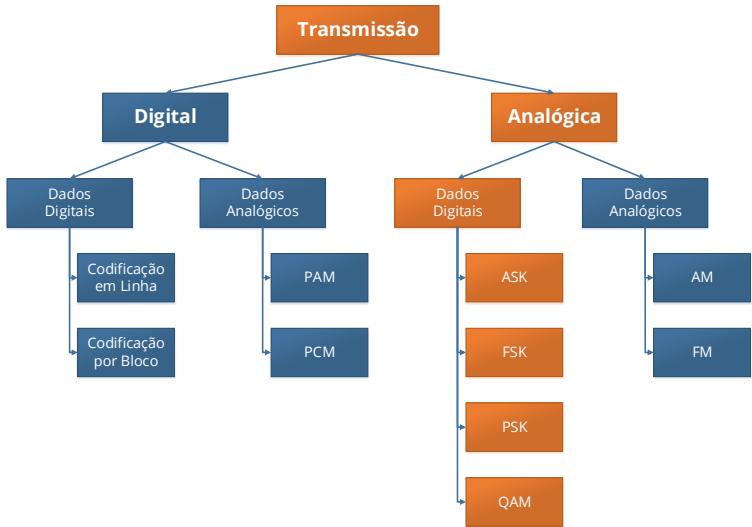 Transmissão
Digital
Analógica
Dados
Digitais
Dados
Analógicos
Dados
Digitais
Dados
Analógicos
Codificação
em Linha
PAM
ASK
AM
Codificação
por Bloco
PCM
FSK
FM
PSK
QAM